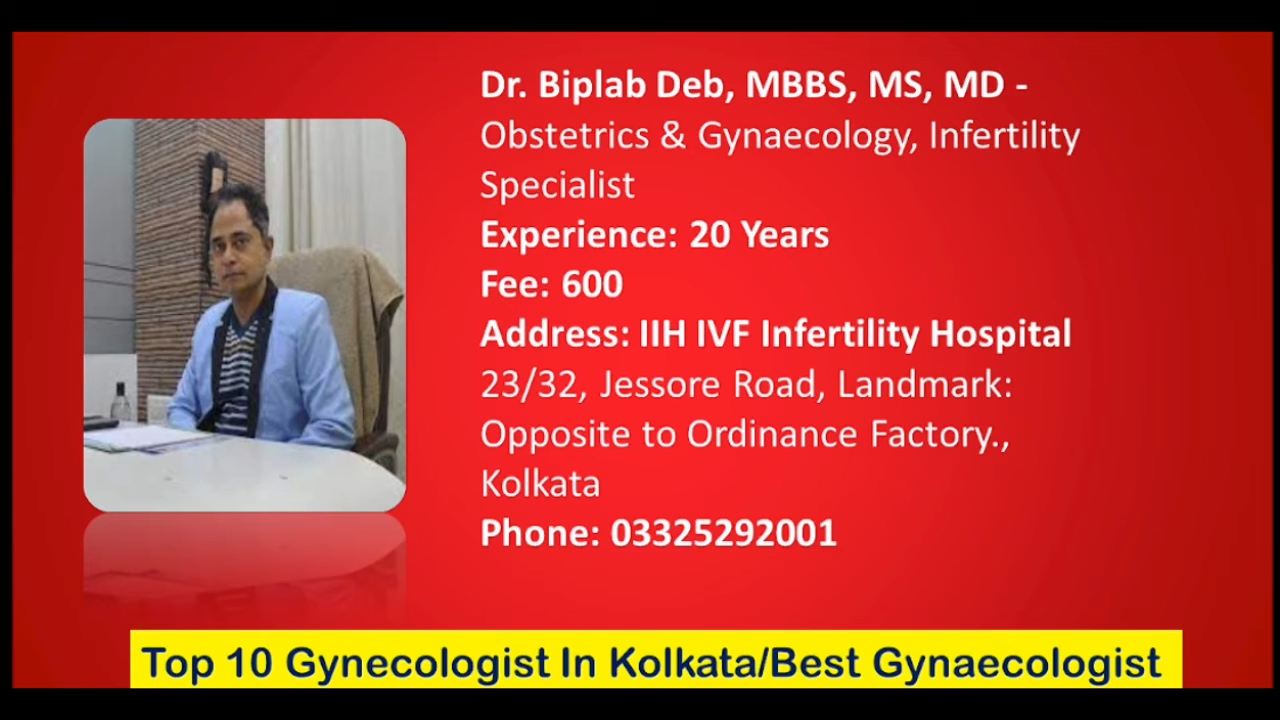 Dr. Biplab Deb, MBBS, MS, MD -
Obstetrics & Gynaecology, Infertility
Specialist
Experience: 20 Years
Fee: 600
Address: IIH IVF Infertility Hospital
23/32, Jessore Road, Landmark:
Opposite to Ordinance Factory.,
Kolkata
Phone: 03325292001
Top 10 Gynecologist In Kolkata/Best Gynaecologist